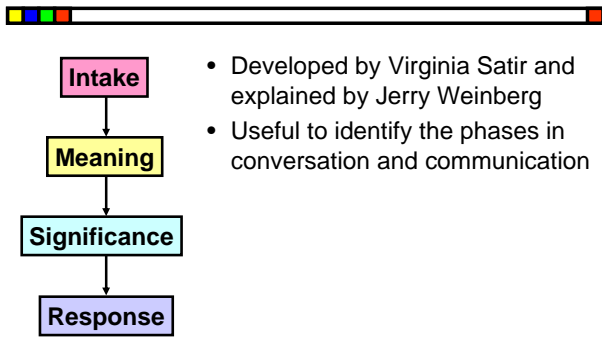 Intake
Meaning
Significance
Response
• Developed by Virginia Satir and
explained by Jerry Weinberg
• Useful to identify the phases in
conversation and communication